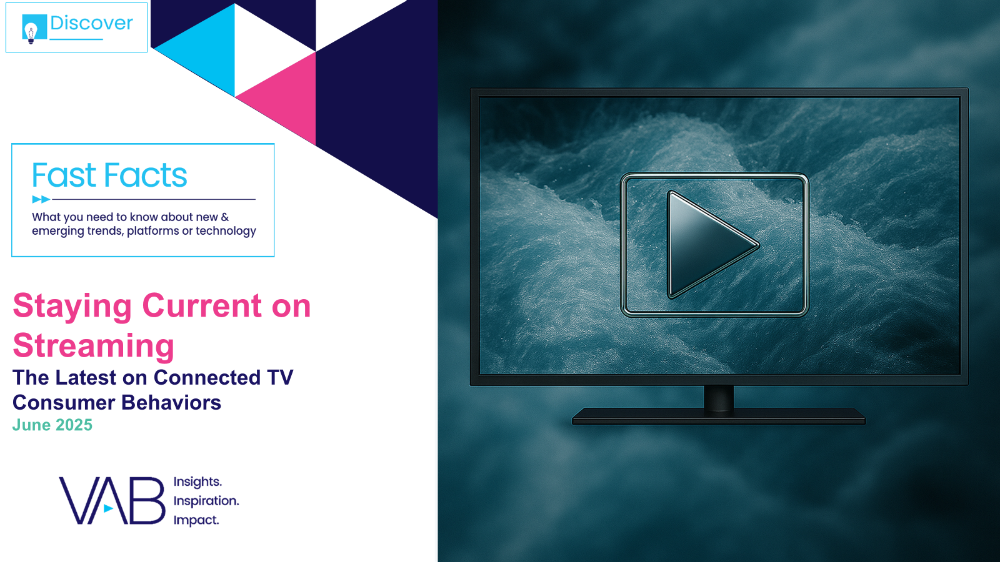 Discover
Fast Facts
What you need to know about new &
emerging trends, platforms or technology
Staying Current on
Streaming
The Latest on Connected TV
Consumer Behaviors
June 2025
VAB
Insights.
Inspiration.
Impact.